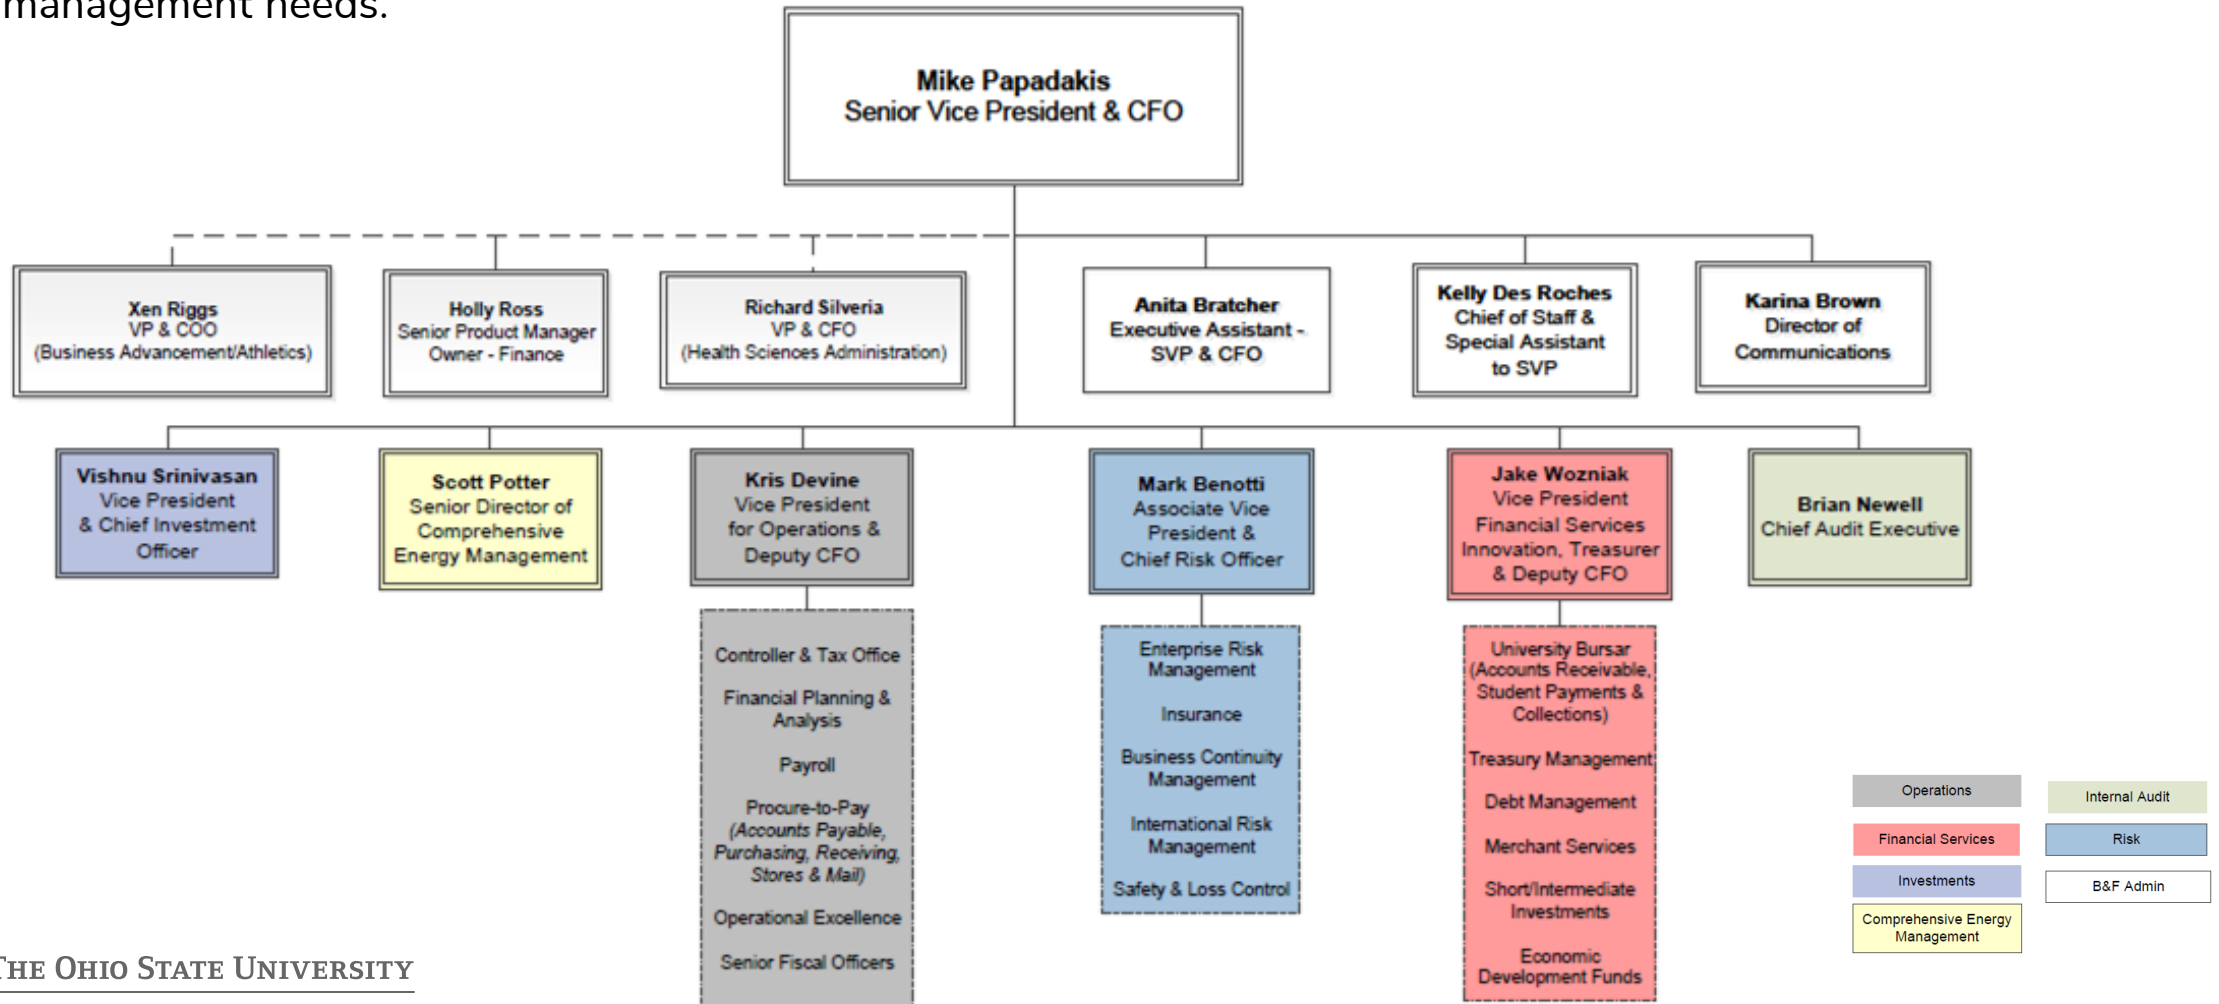 management needs.
Mike Papadakis
Senior Vice President & CFO
Xen Riggs
VP & COO
(Business Advancement/Athletics)
Holly Ross
Senior Product Manager
Owner - Finance
Richard Silveria
VP & CFO
(Health Sciences Administration)
Anita Bratcher
Executive Assistant -
SVP & CFO
Kelly Des Roches
Chief of Staff &
Special Assistant
to SVP
Karina Brown
Director of
Communications
Vishnu Srinivasan
Vice President
& Chief Investment
Officer
Scott Potter
Senior Director of
Comprehensive
Energy Management
Kris Devine
Vice President
for Operations &
Deputy CFO
Mark Benotti
Associate Vice
President &
Chief Risk Officer
Jake Wozniak
Vice President
Financial Services
Innovation, Treasurer
& Deputy CFO
Brian Newell
Chief Audit Executive
Controller & Tax Office
Financial Planning &
Analysis
Payroll
Procure-to-Pay
(Accounts Payable,
Purchasing, Receiving,
Stores & Mail)
Operational Excellence
Senior Fiscal Officers
Enterprise Risk
Management
Insurance
Business Continuity
Management
International Risk
Management
Safety & Loss Control
University Bursar
(Accounts Receivable,
Student Payments &
Collections)
Treasury Management
Debt Management
Merchant Services
Short/Intermediate
Investments
Economic
Development Funds
Operations
Internal Audit
Financial Services
Risk
Investments
B&F Admin
Comprehensive Energy
Management
THE OHIO STATE UNIVERSITY